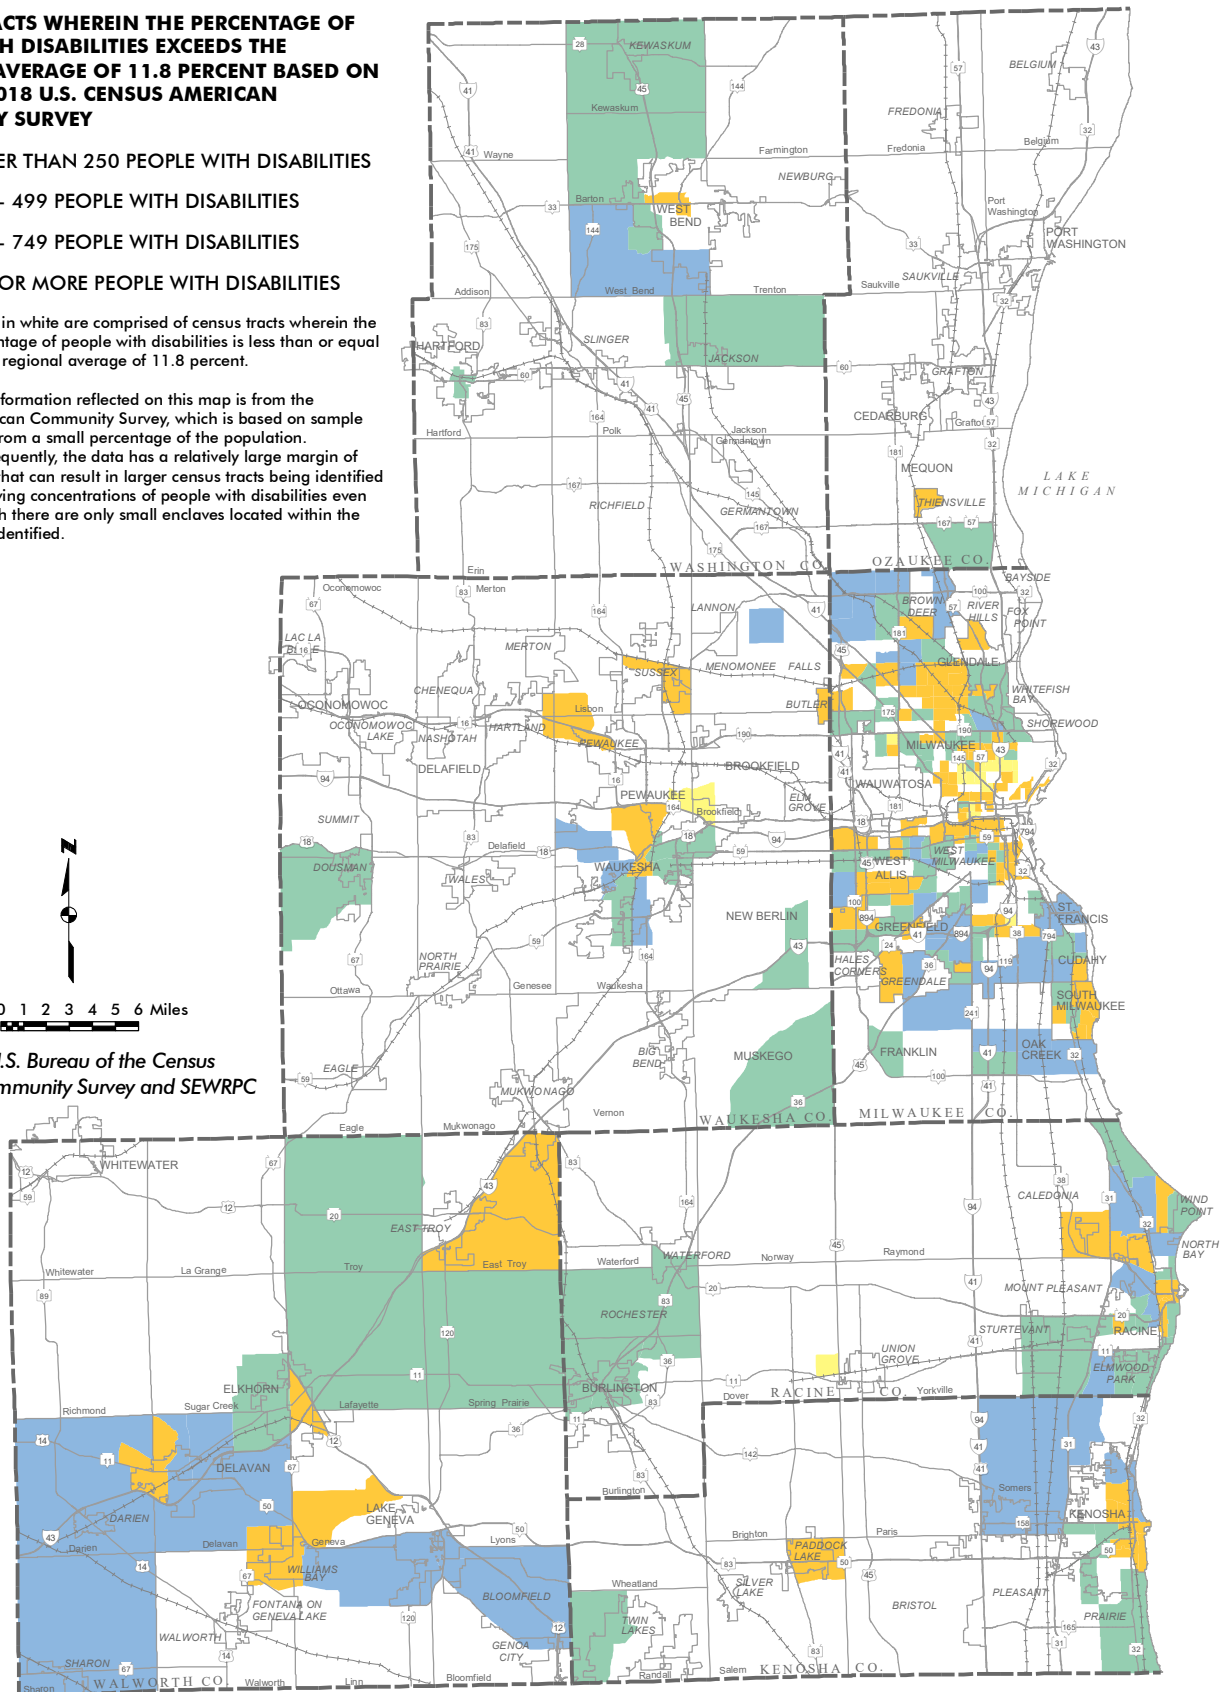 ACTS WHEREIN THE PERCENTAGE OF
H DISABILITIES EXCEEDS THE
AVERAGE OF 11.8 PERCENT BASED ON
018 U.S. CENSUS AMERICAN
Y SURVEY
ER THAN 250 PEOPLE WITH DISABILITIES
- 499 PEOPLE WITH DISABILITIES
- 749 PEOPLE WITH DISABILITIES
OR MORE PEOPLE WITH DISABILITIES
in white are comprised of census tracts wherein the
ntage of people with disabilities is less than or equal
regional average of 11.8 percent.
formation reflected on this map is from the
can Community Survey, which is based on sample
rom a small percentage of the population.
equently, the data has a relatively large margin of
that can result in larger census tracts being identified
ving concentrations of people with disabilities even
h there are only small enclaves located within the
dentified.
KEWASKUM
Kewaskum
Wayne
Farmington
NEWBURG
Barton
WEST
BEND
West Bend
Trenton
Addison
HARTFORD
SLINGER
JACKSON
Hartford
Polk
Jackson
Germantown
RICHFIELD
GERMANTOWN
Erin
WASHINGTON CO.
BELGIUM
FREDONIA
Fredonia
Belgium
Port
Washington
PORT
WASHINGTON
SAUKVILLE
Saukville
GRAFTON
CEDARBURG
Grafton
MEQUON
THIENSVILLE
OZAUKEE CO.
LAKE
MICHIGAN
Oconomowoc
Merton
LANNON
LAC LA
MERTON
SUSSEX
MENOMONEE FALLS
CHENEQUA
OCONOMOWOC
OCONOMOWOC
LAKE
NASHOTAH
HARTLAND
Lisbon
PEWAUKEE
BUTLER
DELAFIELD
BROOKFIELD
PEWAUKEE
Brookfield
ELM
GROVE
SUMMIT
Delafield
DOUSMAN
WALES
WAUKESHA
NEW BERLIN
NORTH
PRAIRIE
Ottawa
Genesee
Waukesha
BIG
BEND
MUSKEGO
EAGLE
MUKWONAGO
Vernon
Eagle
Mukwonago
WAUKESHA CO.
BAYSIDE
BROWN
DEER
RIVER
HILLS
FOX
POINT
GLENDALE
WHITEFISH
BAY
SHOREWOOD
MILWAUKEE
WAUWATOSA
WEST
MILWAUKEE
WEST
ALLIS
ST.
FRANCIS
GREENFIELD
HALES
CORNERS
GREENDALE
CUDAHY
SOUTH
MILWAUKEE
FRANKLIN
OAK
CREEK
MILWAUKEE CO.
N
0 1 2 3 4 5 6 Miles
.S. Bureau of the Census
mmunity Survey and SEWRPC
WHITEWATER
EAST TROY
Whitewater
La Grange
Troy
East Troy
ELKHORN
Richmond
Sugar Creek
Lafayette
Spring Prairie
DELAVAN
DARIEN
Darien
Delavan
LAKE
GENEVA
Geneva
Lyons
WILLIAMS
BAY
FONTANA ON
GENEVA LAKE
WALWORTH
BLOOMFIELD
GENOA
CITY
SHARON
Sharon
WALWORTH CO.
Walworth
Linn
Bloomfield
WATERFORD
Waterford
Norway
Raymond
CALEDONIA
WIND
POINT
NORTH
BAY
ROCHESTER
MOUNT PLEASANT
STURTEVANT
RACINE
ELMWOOD
PARK
UNION
GROVE
BURLINGTON
Dover
RACINE CO.
Yorkville
Burlington
Somers
KENOSHA
Brighton
Paris
PADDOCK
LAKE
SILVER
LAKE
Wheatland
TWIN
LAKES
BRISTOL
PLEASANT
PRAIRIE
Randall
Salem
KENOSHA CO.